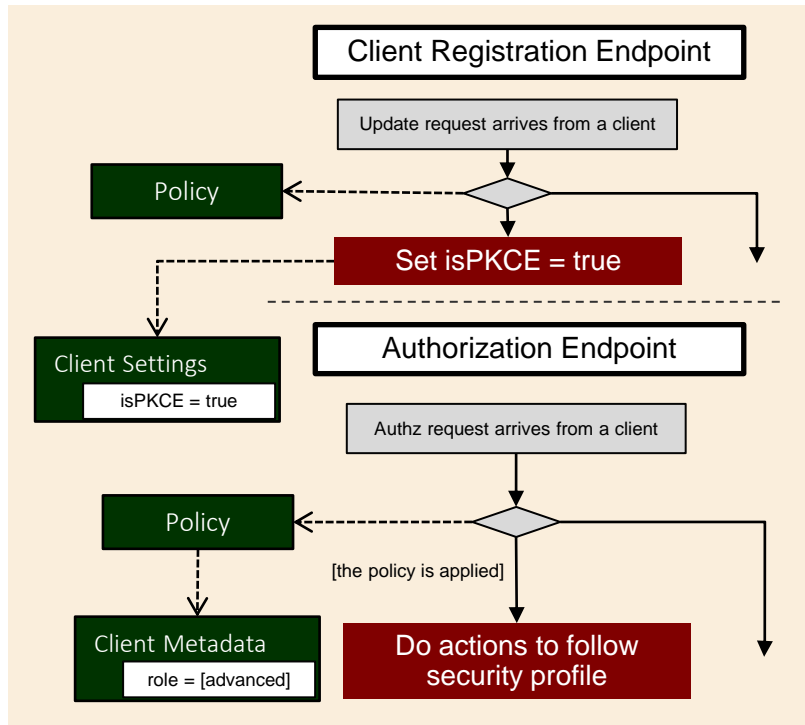 Client Registration Endpoint
Update request arrives from a client
Policy
Set isPKCE = true
Authorization Endpoint
Client Settings
isPKCE = true
Authz request arrives from a client
Policy
[the policy is applied]
Client Metadata
role = [advanced]
Do actions to follow
security profile